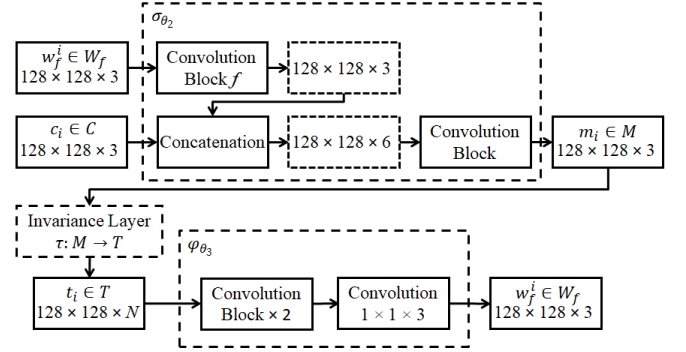 σ_θ₂
w_f^i ∈ W_f
128 × 128 × 3
Convolution
Block f
128 × 128 × 3
c_i ∈ C
128 × 128 × 3
Concatenation
128 × 128 × 6
Convolution
Block
m_i ∈ M
128 × 128 × 3
Invariance Layer
τ: M → T
φ_θ₃
t_i ∈ T
128 × 128 × N
Convolution
Block × 2
Convolution
1 × 1 × 3
w_f^i ∈ W_f
128 × 128 × 3